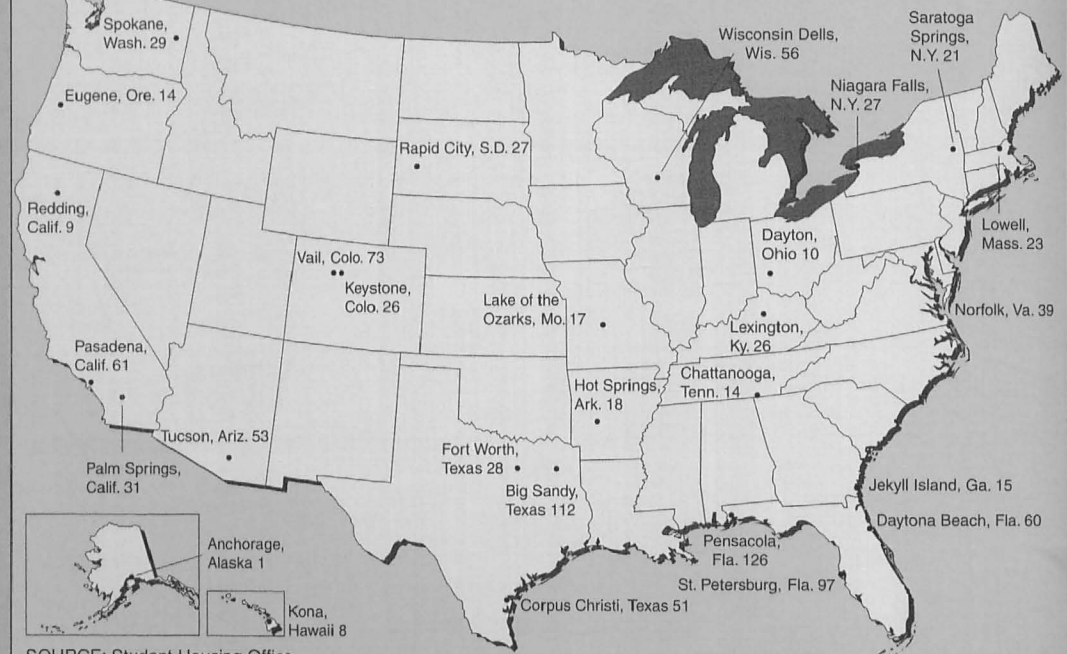 Spokane,
Wash. 29
Eugene, Ore. 14
Redding,
Calif. 9
Pasadena,
Calif. 61
Palm Springs,
Calif. 31
Tucson, Ariz. 53
Rapid City, S.D. 27
Vail, Colo. 73
Keystone,
Colo. 26
Lake of the
Ozarks, Mo. 17
Hot Springs,
Ark. 18
Fort Worth,
Texas 28
Big Sandy,
Texas 112
Corpus Christi, Texas 51
Wisconsin Dells,
Wis. 56
Saratoga
Springs,
N.Y. 21
Niagara Falls,
N.Y. 27
Lowell,
Mass. 23
Dayton,
Ohio 10
Norfolk, Va. 39
Lexington,
Ky. 26
Chattanooga,
Tenn. 14
Jekyll Island, Ga. 15
Daytona Beach, Fla. 60
Pensacola,
Fla. 126
St. Petersburg, Fla. 97
Anchorage,
Alaska 1
Kona,
Hawaii 8
SOURCE: Student Housing Office